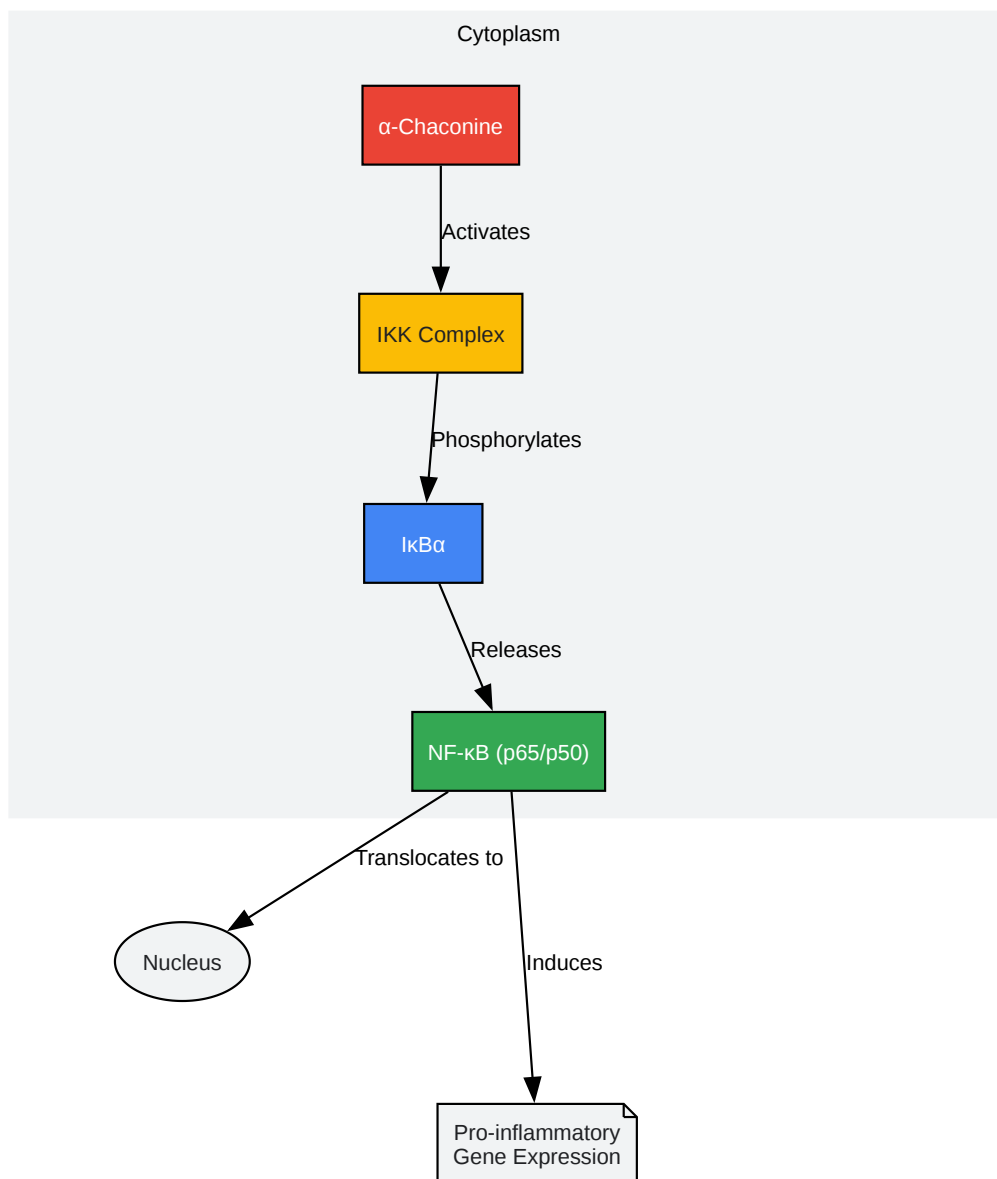 Cytoplasm
α-Chaconine
Activates
IKK Complex
Phosphorylates
IκBα
Releases
NF-κB (p65/p50)
Translocates to
Nucleus
Induces
Pro-inflammatory
Gene Expression